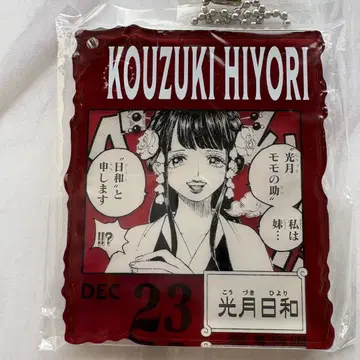 KOUZUKI HIYORI
“光月
モモの助”
私は
妹…
“日和”と
申します
!!?
DEC 23
こうづき ひより
光月日和